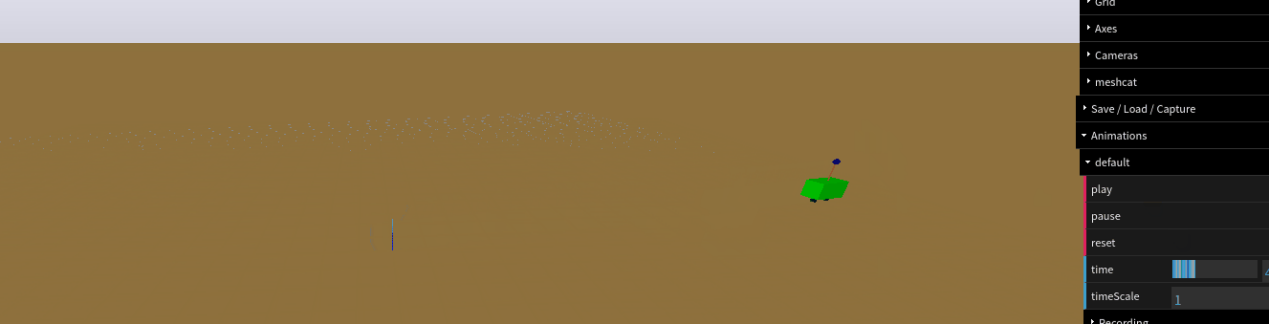 Grid
Axes
Cameras
meshcat
Save / Load / Capture
Animations
default
play
pause
reset
time
timeScale
1
Recording